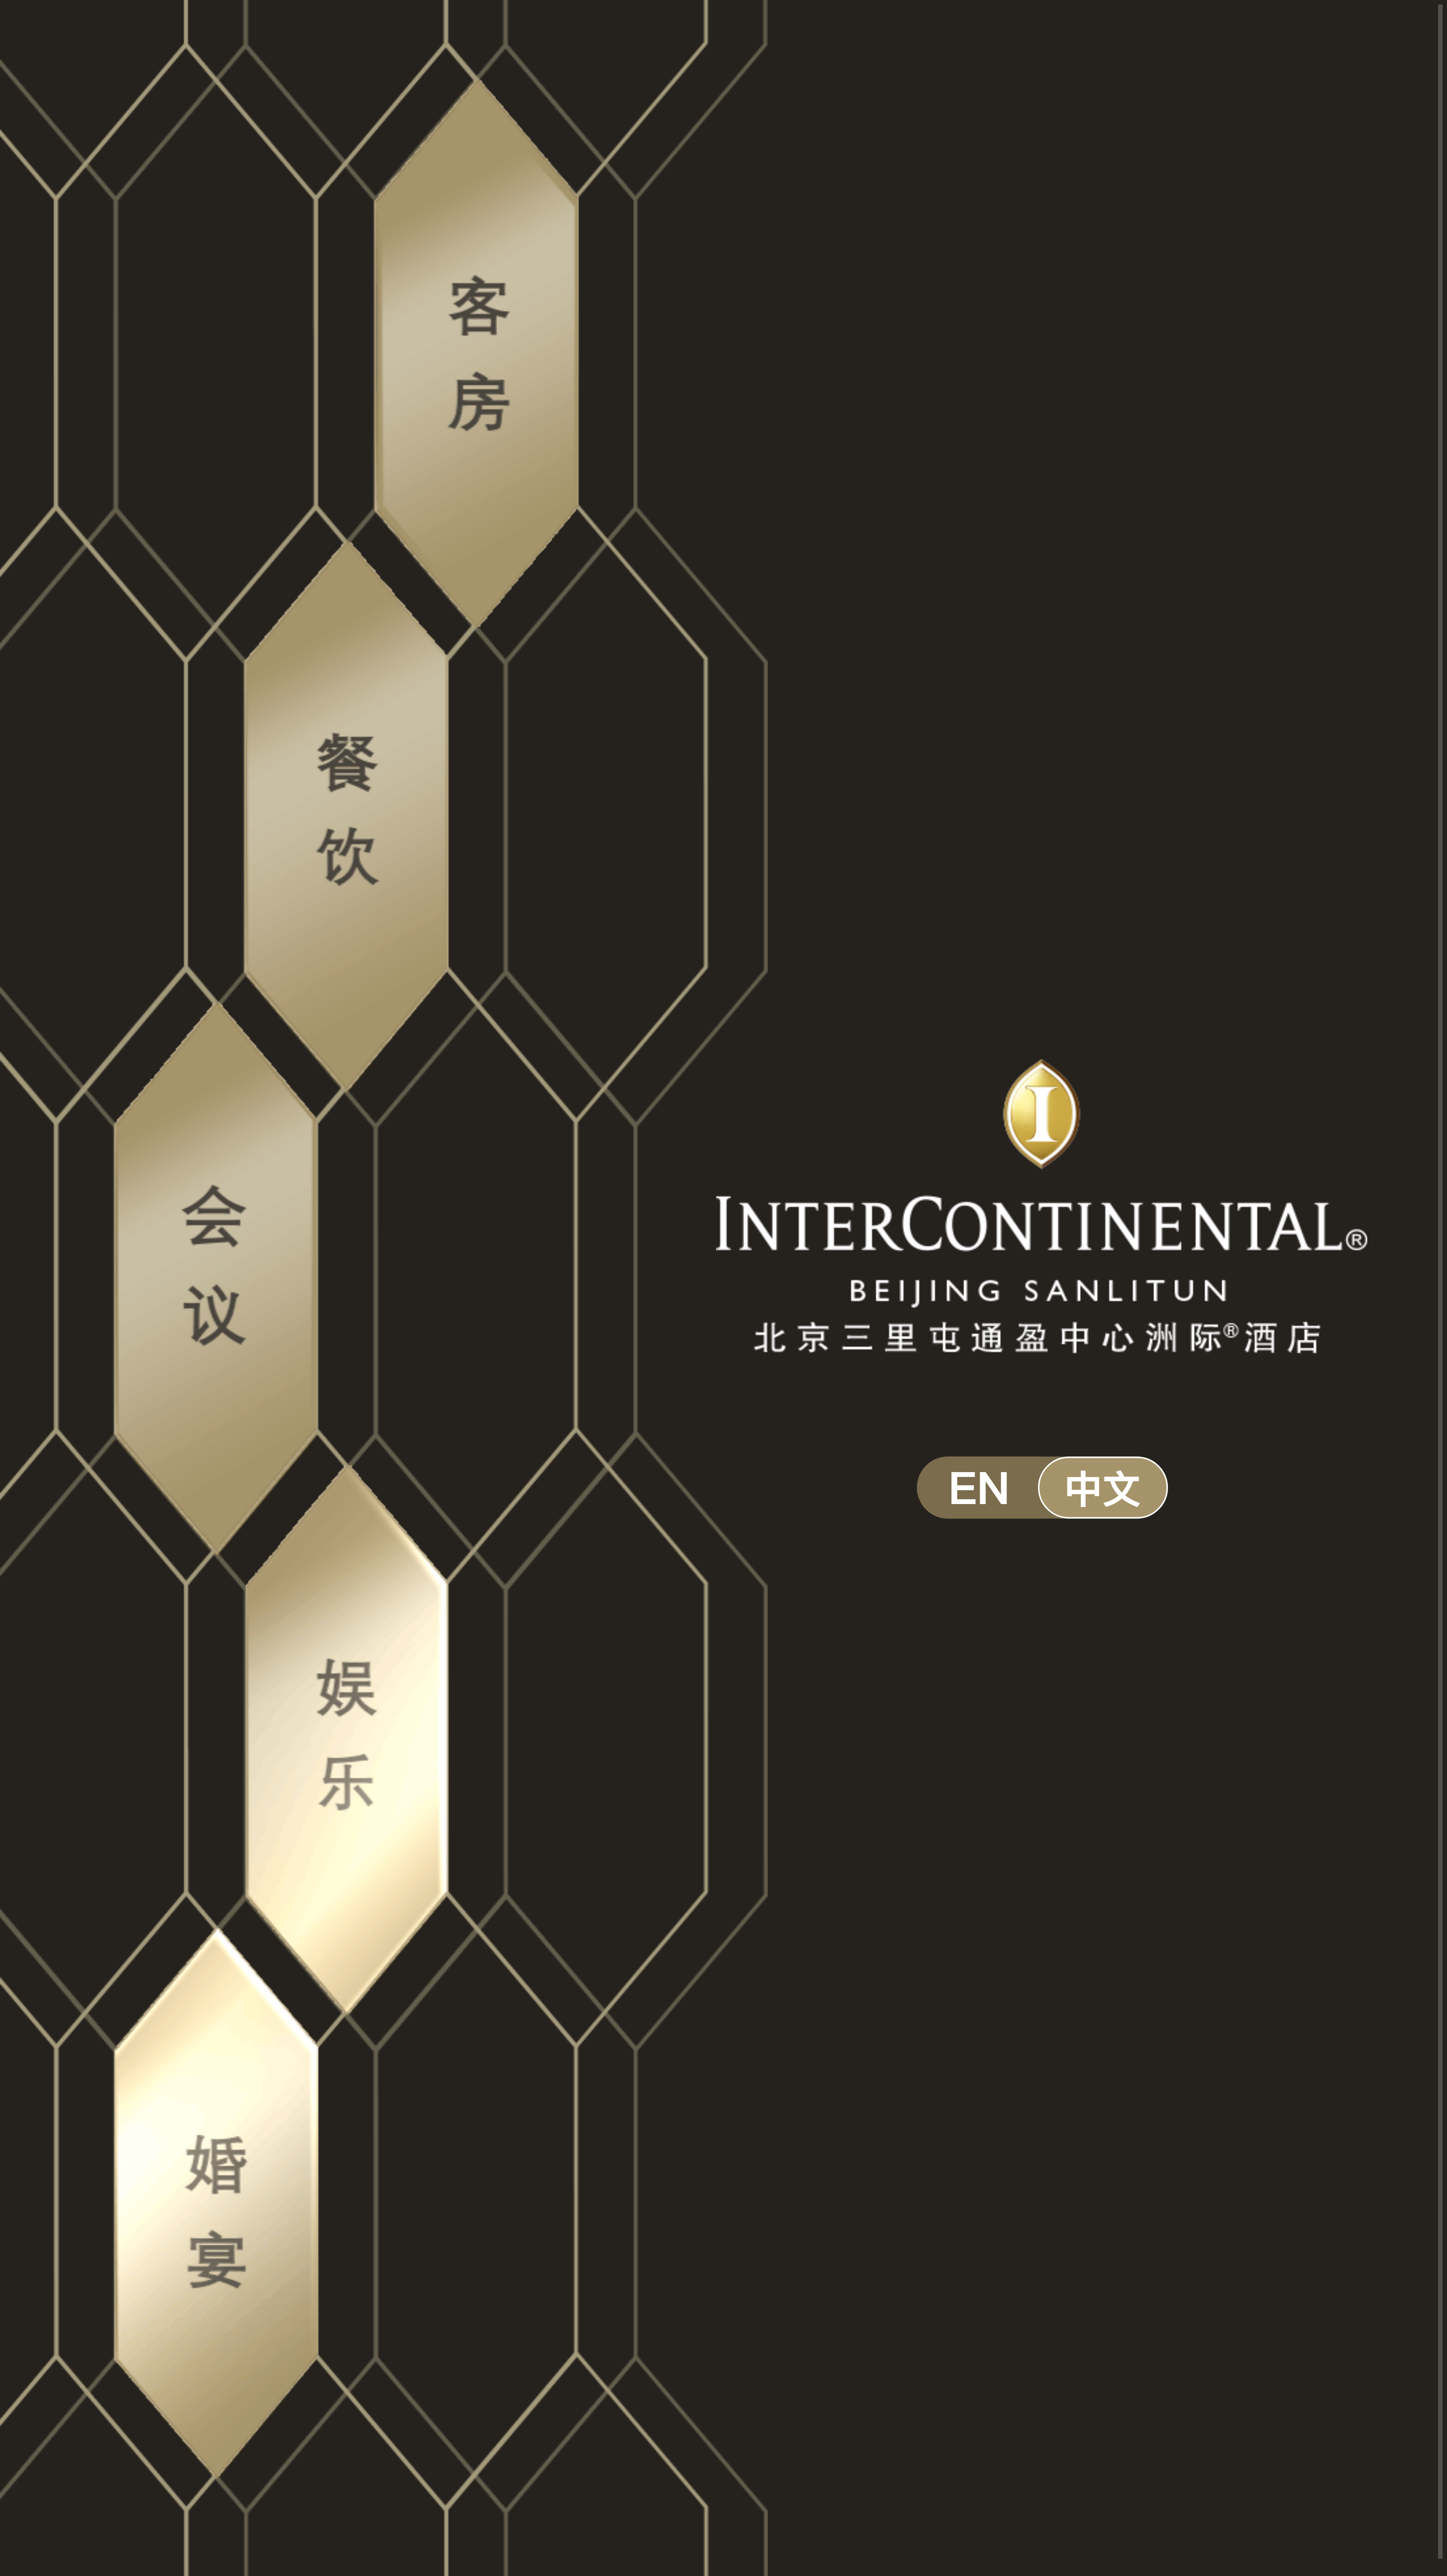 客房
餐饮
会议
娱乐
婚宴
I
INTERCONTINENTAL®
BEIJING SANLITUN
北京三里屯通盈中心洲际®酒店
EN 中文